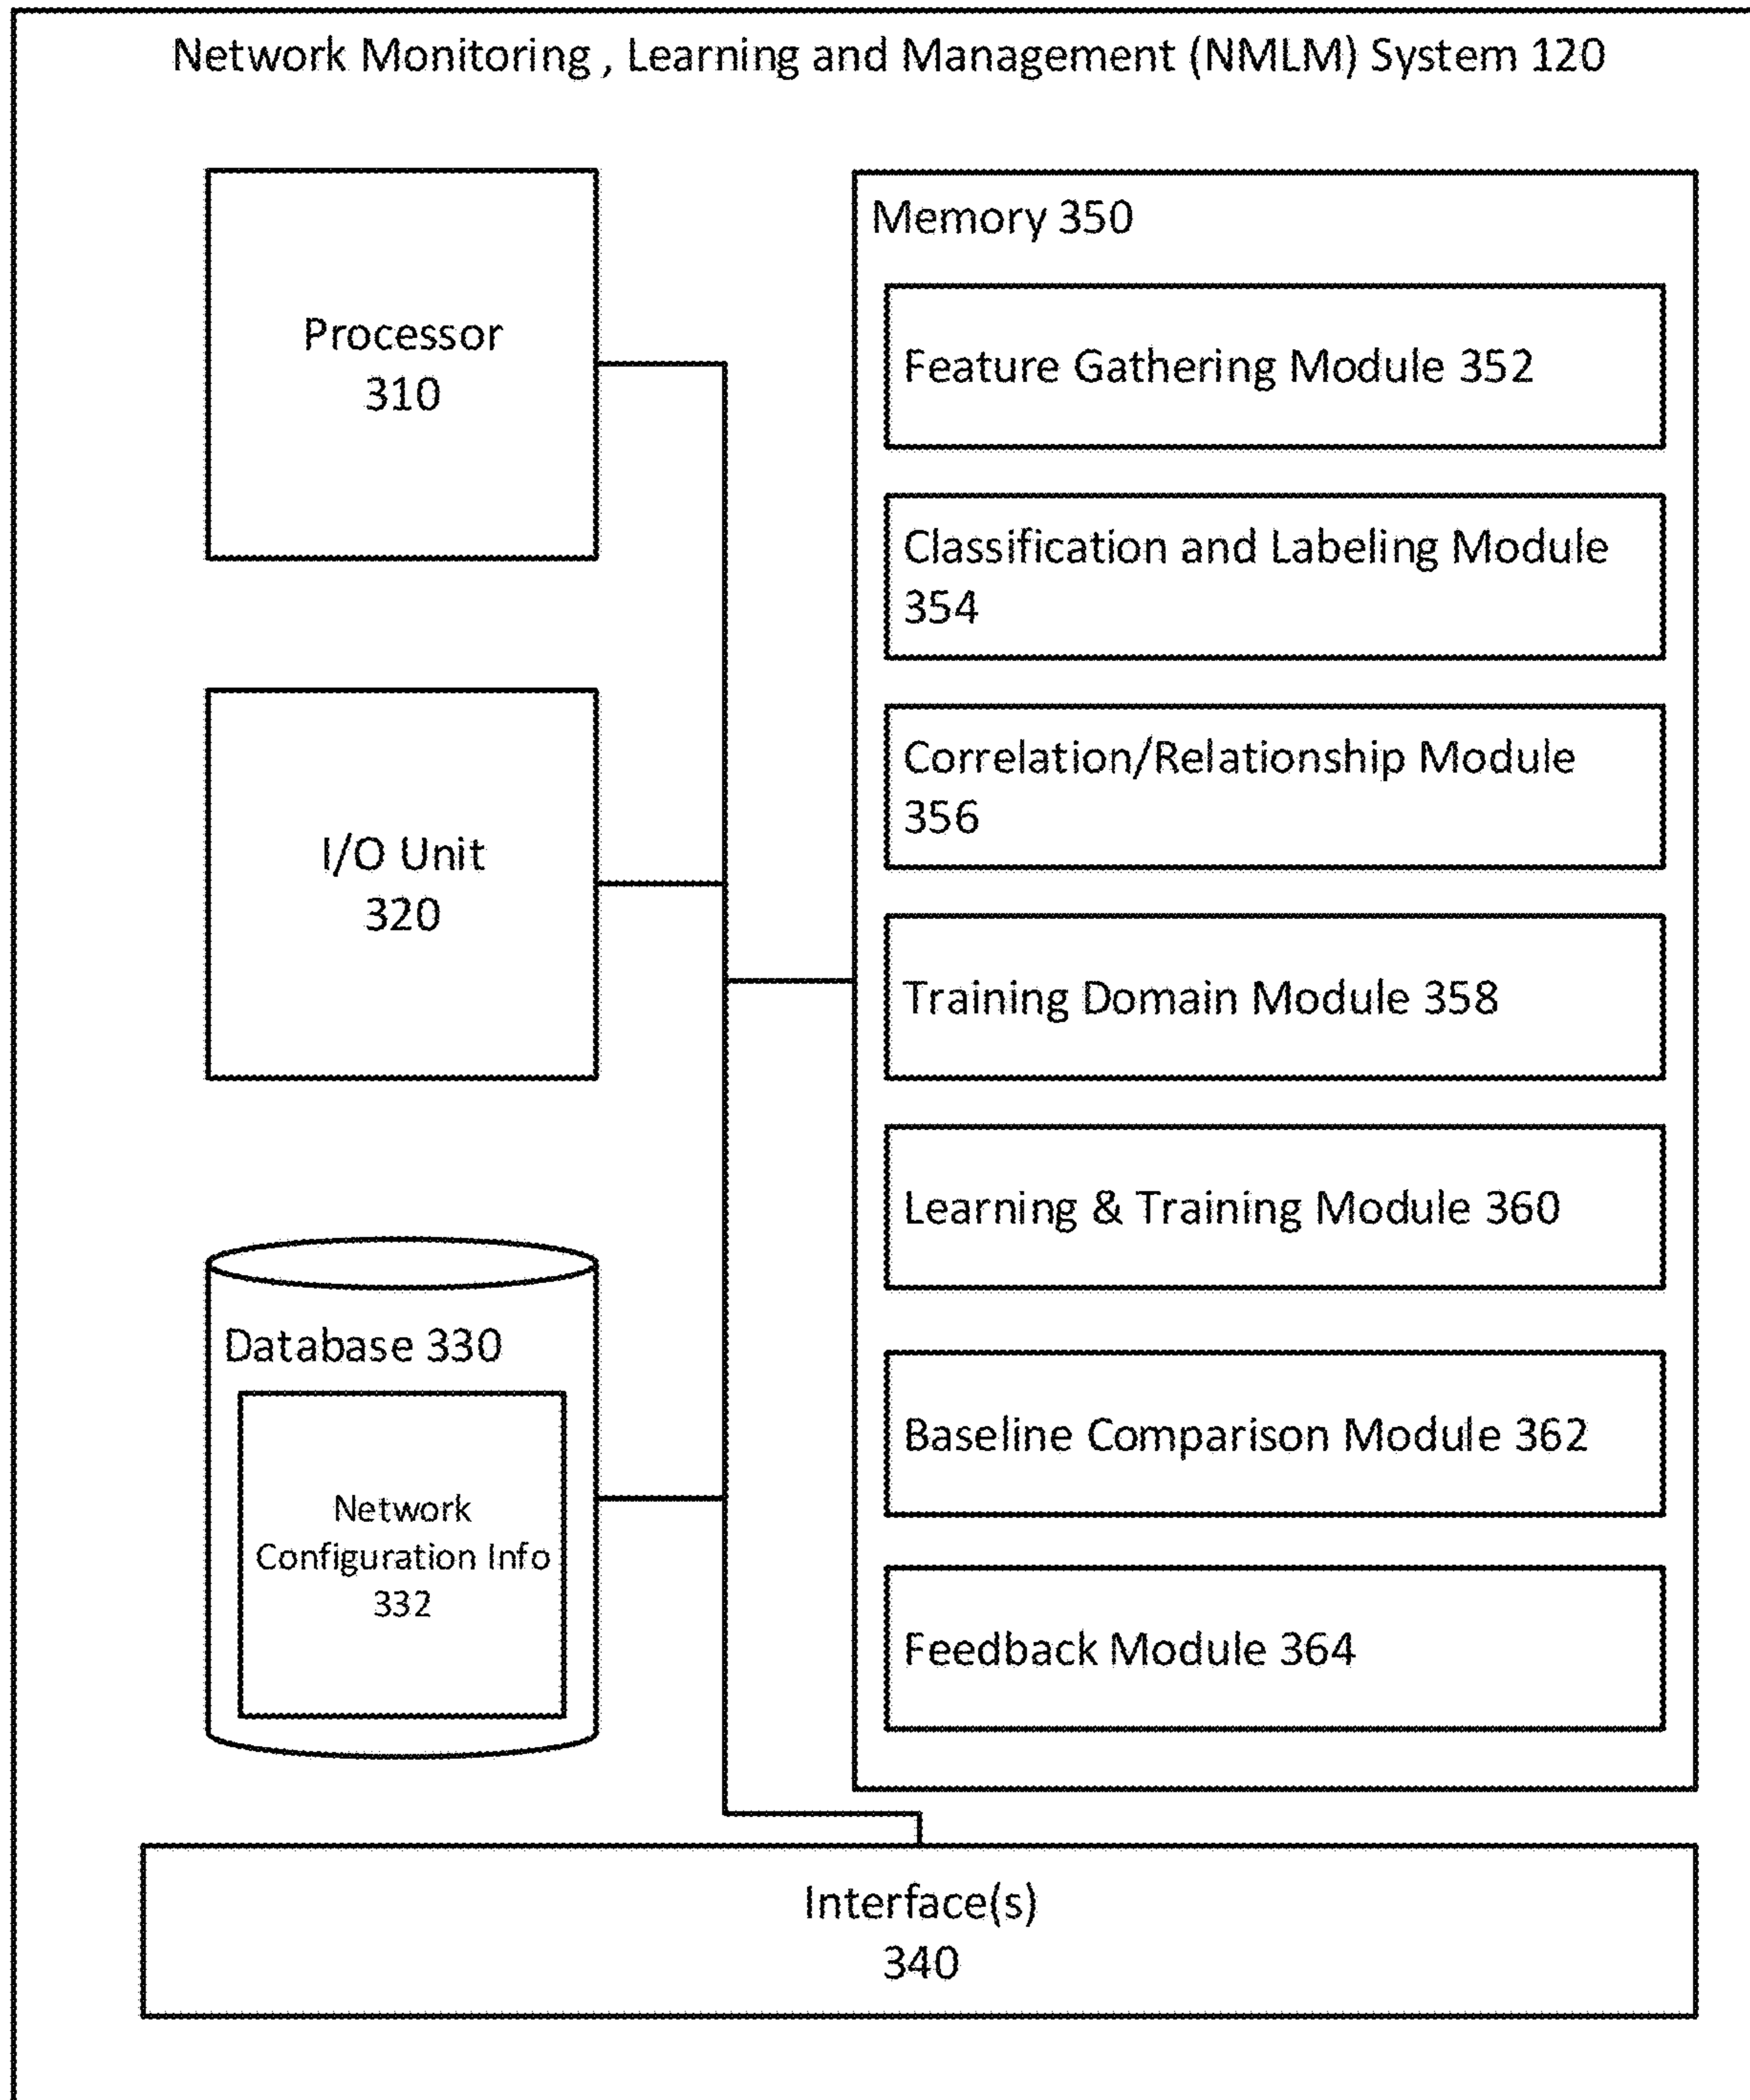 Network Monitoring , Learning and Management (NMLM) System 120
Processor
310
I/O Unit
320
Database 330
Network
Configuration Info
332
Memory 350
Feature Gathering Module 352
Classification and Labeling Module
354
Correlation/Relationship Module
356
Training Domain Module 358
Learning & Training Module 360
Baseline Comparison Module 362
Feedback Module 364
Interface(s)
340